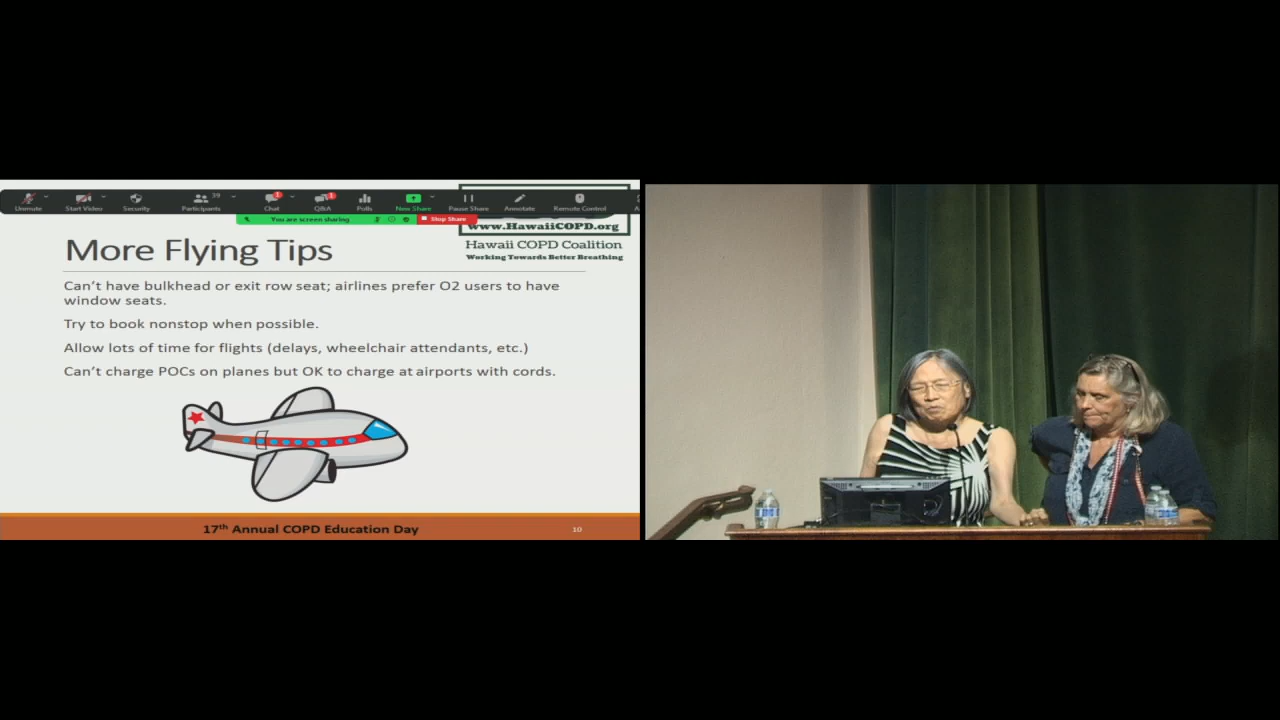 Unmute
Start Video
Security
Participants
39
Chat
1
Q&A
1
Polls
New Share
Pause Share
Annotate
Remote Control
You are screen sharing
Stop Share
www.HawaiiCOPD.org
Hawaii COPD Coalition
Working Towards Better Breathing
More Flying Tips
Can't have bulkhead or exit row seat; airlines prefer O2 users to have
window seats.
Try to book nonstop when possible.
Allow lots of time for flights (delays, wheelchair attendants, etc.)
Can't charge POCs on planes but OK to charge at airports with cords.
17th Annual COPD Education Day
10